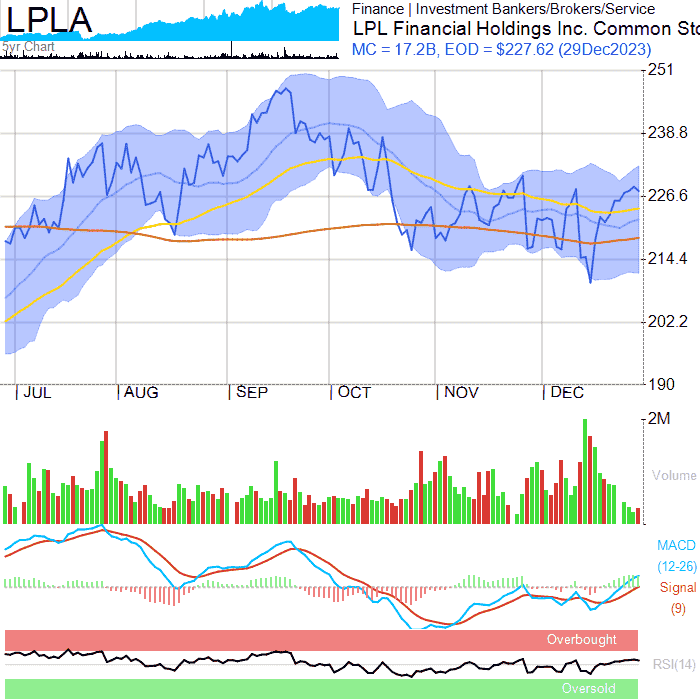 LPLA
5yr Chart
Finance | Investment Bankers/Brokers/Service
LPL Financial Holdings Inc. Common Sto
MC = 17.2B, EOD = $227.62 (29Dec2023)
251
238.8
226.6
214.4
202.2
190
JUL AUG SEP OCT NOV DEC
2M
Volume
MACD
(12-26)
Signal
(9)
Overbought
RSI(14)
Oversold